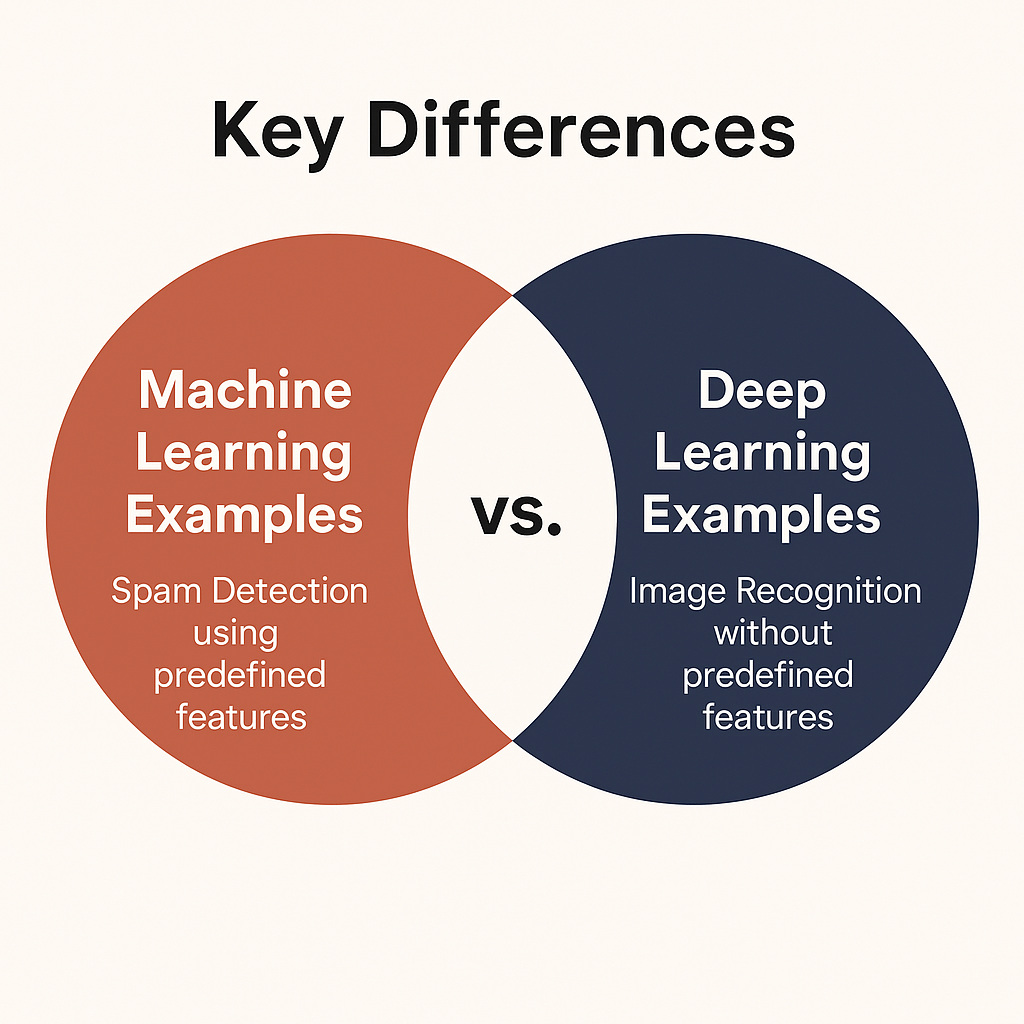 Key Differences
Machine
Learning
Examples
Spam Detection
using
predefined
features
vs.
Deep
Learning
Examples
Image Recognition
without
predefined
features